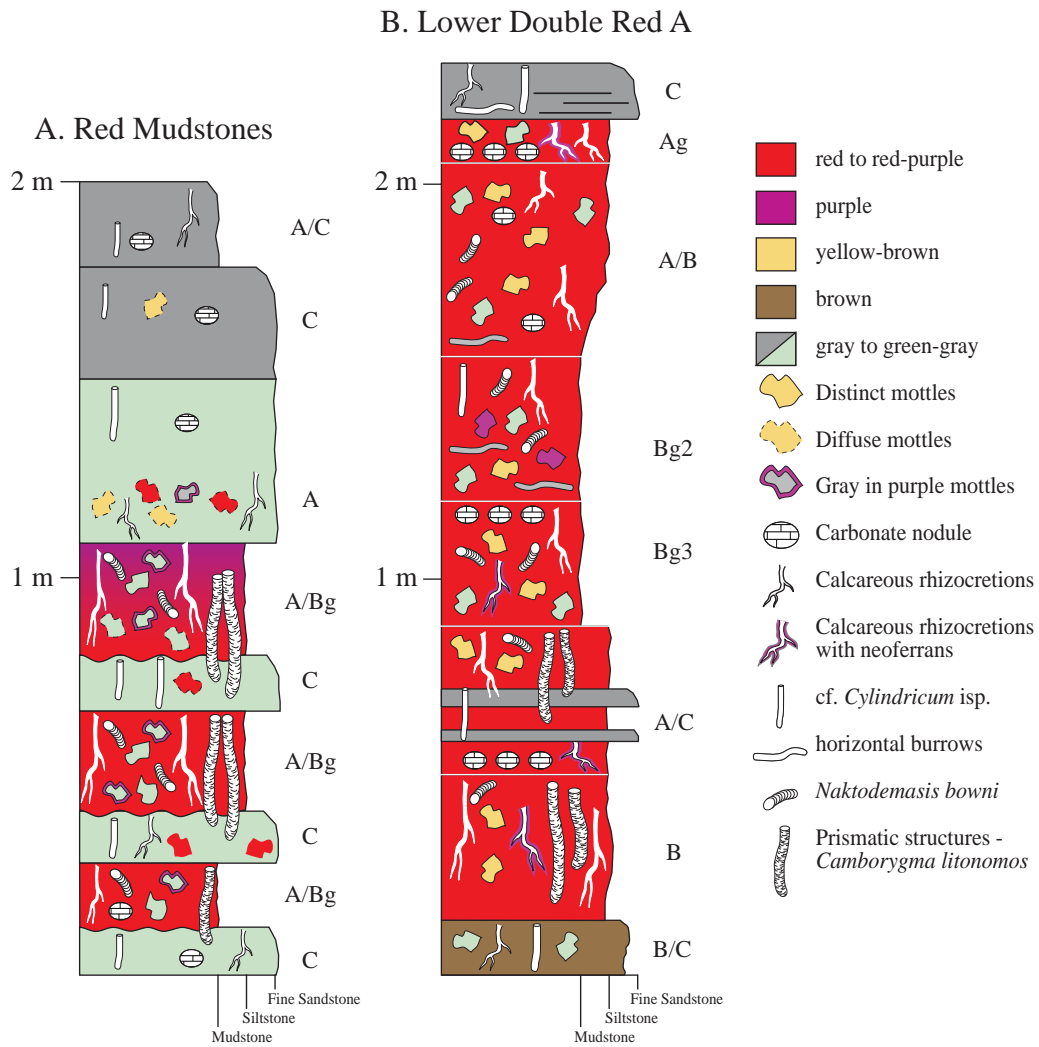 B. Lower Double Red A
A. Red Mudstones
2 m
A/C
C
A
1 m
A/Bg
C
A/Bg
C
A/Bg
C
Fine Sandstone
Siltstone
Mudstone
C
Ag
2 m
A/B
Bg2
Bg3
1 m
A/C
B
B/C
Fine Sandstone
Siltstone
Mudstone
red to red-purple
purple
yellow-brown
brown
gray to green-gray
Distinct mottles
Diffuse mottles
Gray in purple mottles
Carbonate nodule
Calcareous rhizocretions
Calcareous rhizocretions
with neoferrans
cf. Cylindricum isp.
horizontal burrows
Naktodemasis bowni
Prismatic structures -
Camborygma litonomos